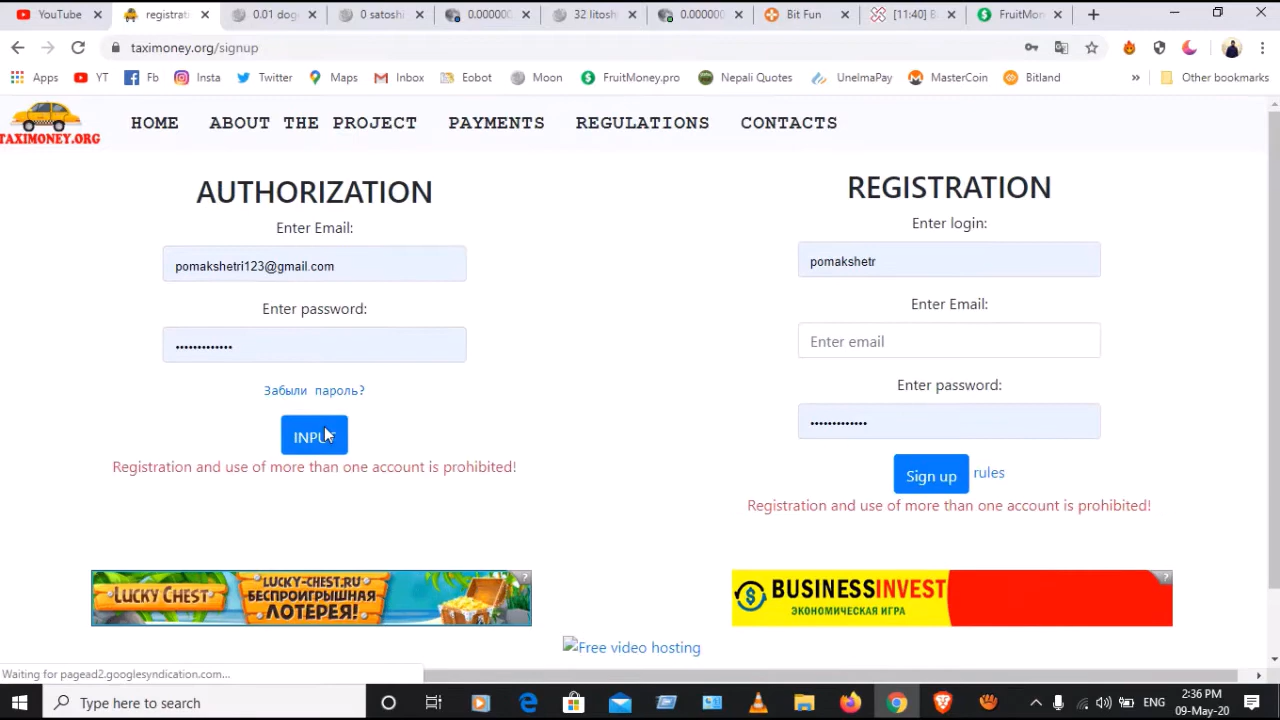 YouTube
registrati
0.01 dog
0 satoshi
0.000000
32 litoshi
0.000000
Bit Fun
[11:40] B
FruitMon
taximoney.org/signup
Apps YT Fb Insta Twitter Maps Inbox Eobot Moon FruitMoney.pro Nepali Quotes UnelmaPay MasterCoin Bitland » Other bookmarks
TAXIMONEY.ORG
HOME ABOUT THE PROJECT PAYMENTS REGULATIONS CONTACTS
AUTHORIZATION
Enter Email:
pomakshetri123@gmail.com
Enter password:
•••••••••••••
Забыли пароль?
INPUT
Registration and use of more than one account is prohibited!
REGISTRATION
Enter login:
pomakshetr
Enter Email:
Enter email
Enter password:
•••••••••••••
Sign up rules
Registration and use of more than one account is prohibited!
LUCKY CHEST
LUCKY-CHEST.RU
БЕСПРОИГРЫШНАЯ
ЛОТЕРЕЯ!
BUSINESSINVEST
ЭКОНОМИЧЕСКАЯ ИГРА
Free video hosting
Waiting for pagead2.googlesyndication.com...
Type here to search
ENG
2:36 PM
09-May-20